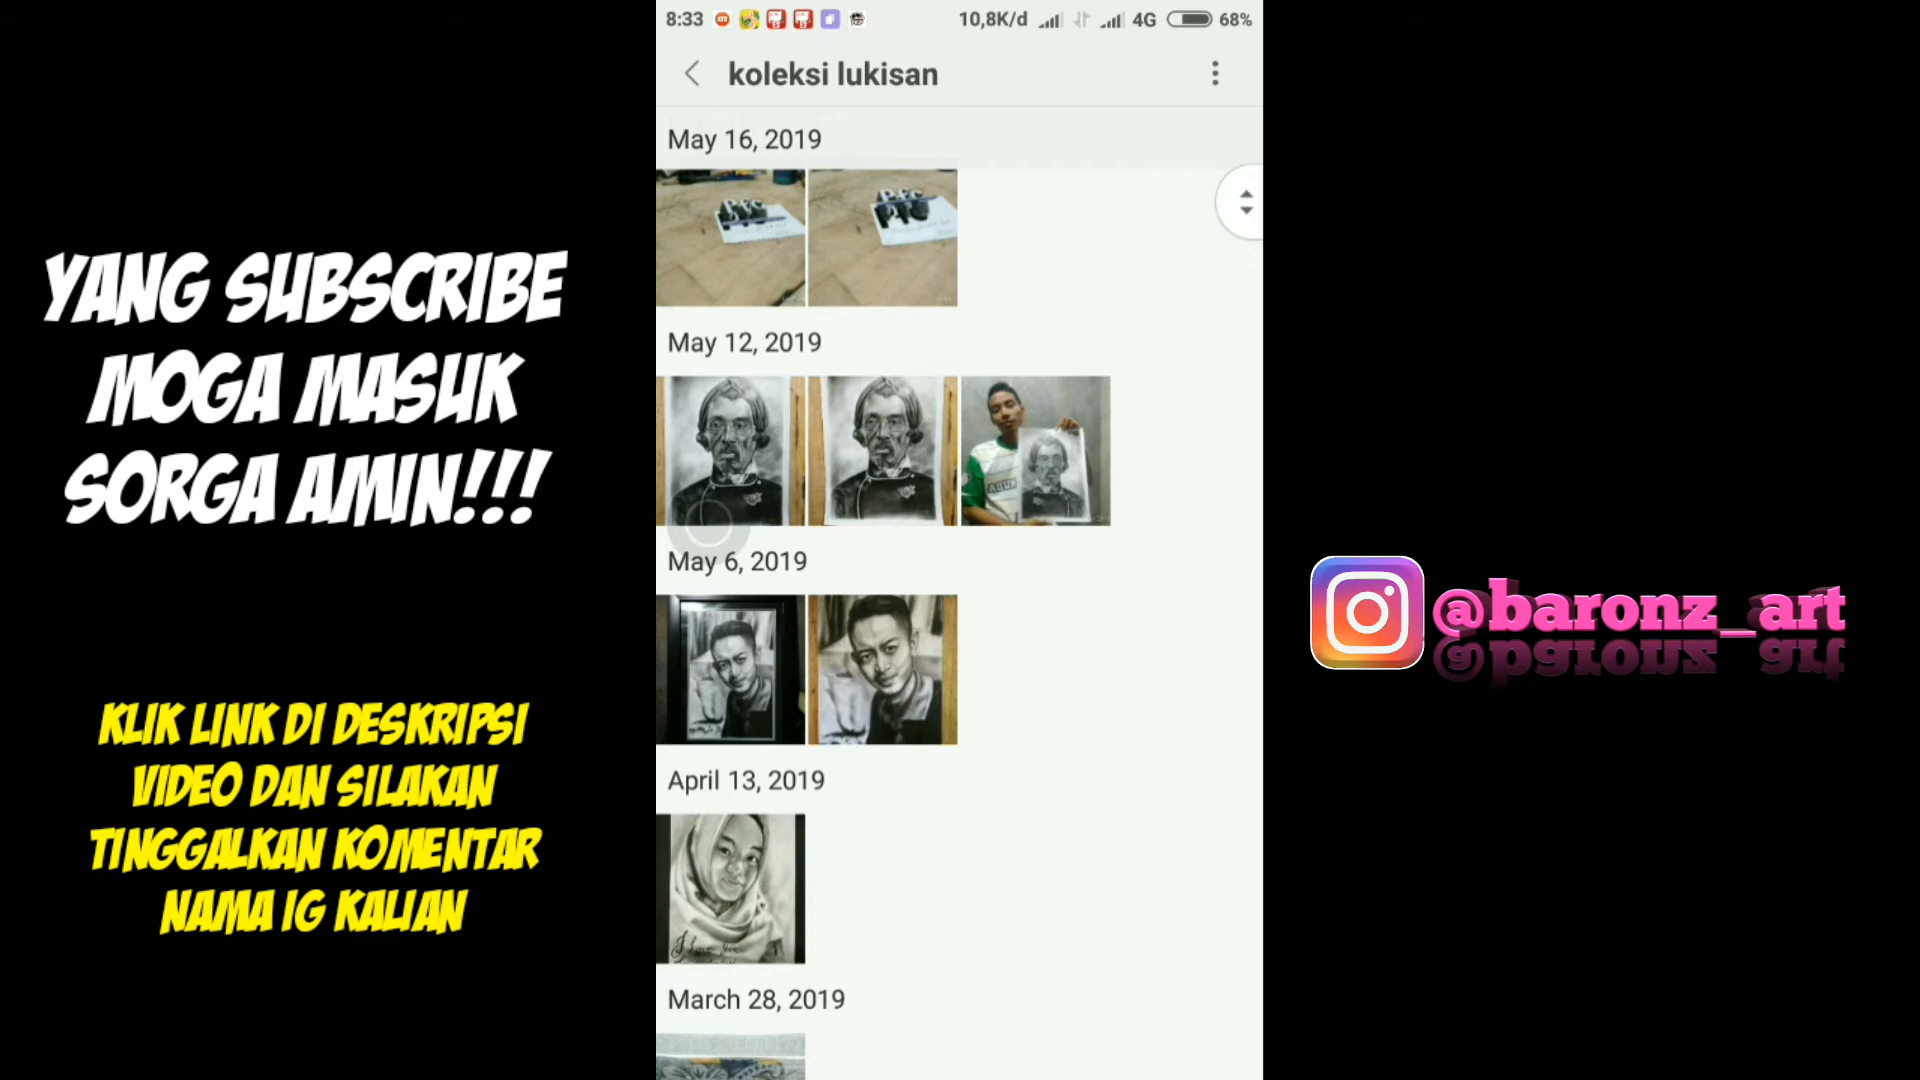 YANG SUBSCRIBE
MOGA MASUK
SORGA AMIN!!!
KLIK LINK DI DESKRIPSI
VIDEO DAN SILAKAN
TINGGALKAN KOMENTAR
NAMA IG KALIAN
8:33 10,8K/d 4G 68%
koleksi lukisan
May 16, 2019
May 12, 2019
May 6, 2019
April 13, 2019
I love you
March 28, 2019
@baronz_art